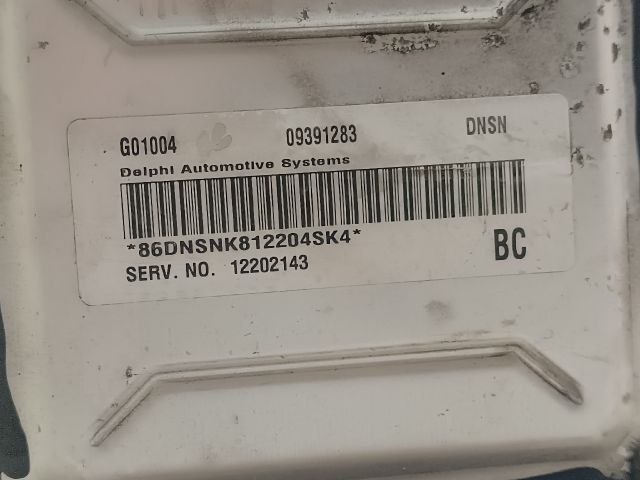 G01004 09391283 DNSN
Delphi Automotive Systems
*86DNSNK812204SK4*
SERV. NO. 12202143 BC